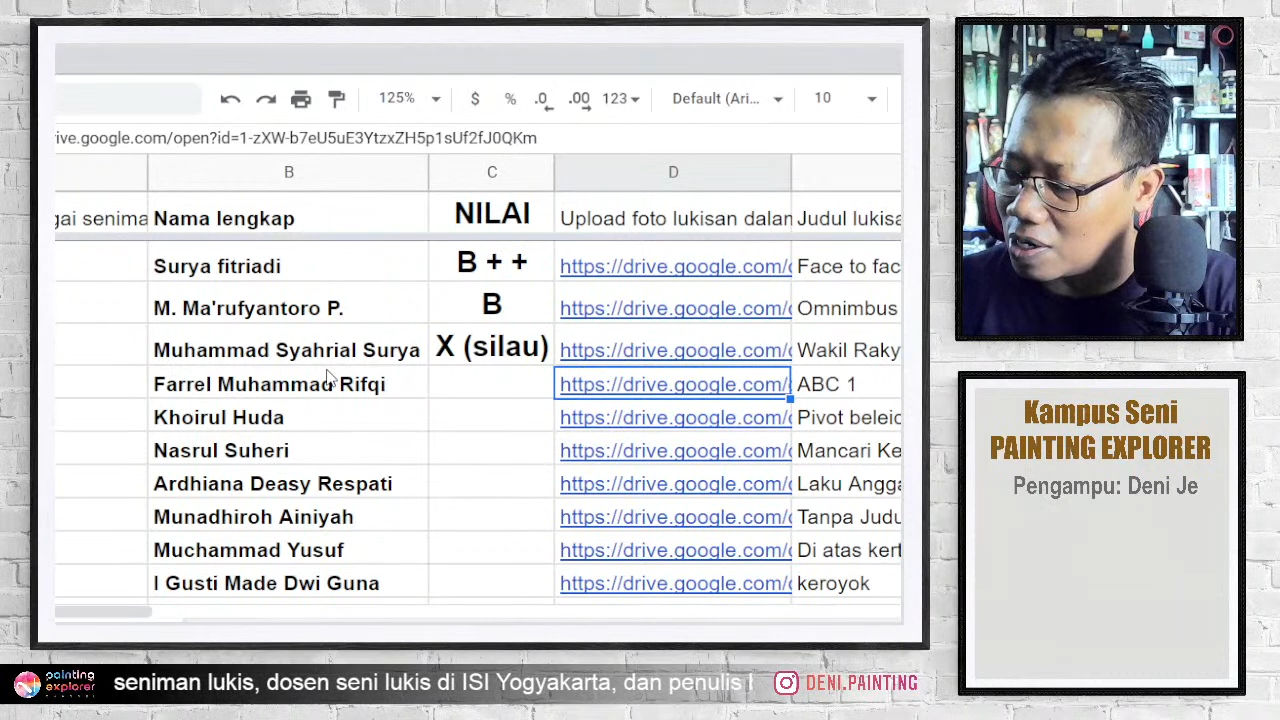 125% $ % .0 .00 123 Default (Ari... 10
ive.google.com/open?id=1-zXW-b7eU5uE3YtzxZH5p1sUf2fJ0QKm
B C D
gai senima Nama lengkap NILAI Upload foto lukisan dalan Judul lukisa
Surya fitriadi B + + https://drive.google.com/ Face to fac
M. Ma'rufyantoro P. B https://drive.google.com/ Omnimbus
Muhammad Syahrial Surya X (silau) https://drive.google.com/ Wakil Raky
Farrel Muhammad Rifqi https://drive.google.com/ ABC 1
Khoirul Huda https://drive.google.com/ Pivot beleic
Nasrul Suheri https://drive.google.com/ Mancari Ke
Ardhiana Deasy Respati https://drive.google.com/ Laku Angga
Munadhiroh Ainiyah https://drive.google.com/ Tanpa Judu
Muchammad Yusuf https://drive.google.com/ Di atas kert
I Gusti Made Dwi Guna https://drive.google.com/ keroyok
Kampus Seni
PAINTING EXPLORER
Pengampu: Deni Je
painting
explorer
seniman lukis, dosen seni lukis di ISI Yogyakarta, dan penulis
DENI.PAINTING